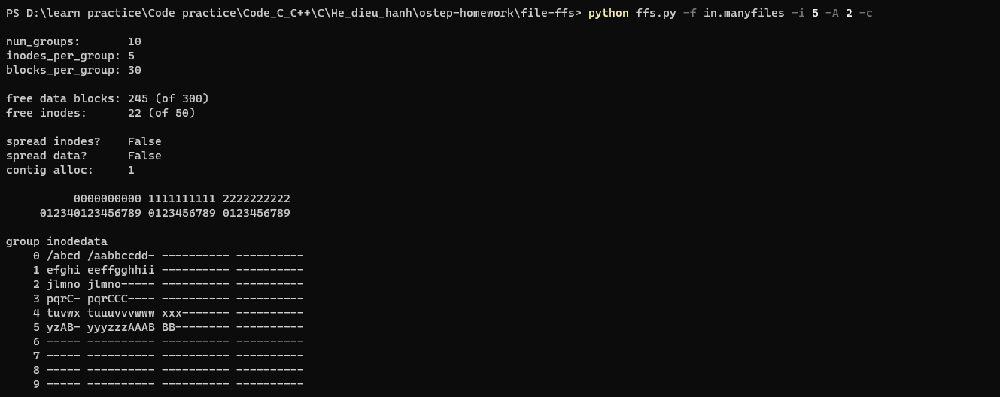 PS D:\learn practice\Code practice\Code_C_C++\C\He_dieu_hanh\ostep-homework\file-ffs> python ffs.py -f in.manyfiles -i 5 -A 2 -c
num_groups:       10
inodes_per_group: 5
blocks_per_group: 30
free data blocks: 245 (of 300)
free inodes:      22 (of 50)
spread inodes?    False
spread data?      False
contig alloc:     1
          0000000000 1111111111 2222222222
     012340123456789 0123456789 0123456789
group inodedata
    0 /abcd /aabbccdd- ---------- ----------
    1 efghi eeffgghhii ---------- ----------
    2 jlmno jlmno----- ---------- ----------
    3 pqrC- pqrCCC---- ---------- ----------
    4 tuvwx tuuuvvvwww xxx------- ----------
    5 yzAB- yyyzzzAAAB BB-------- ----------
    6 ----- ---------- ---------- ----------
    7 ----- ---------- ---------- ----------
    8 ----- ---------- ---------- ----------
    9 ----- ---------- ---------- ----------